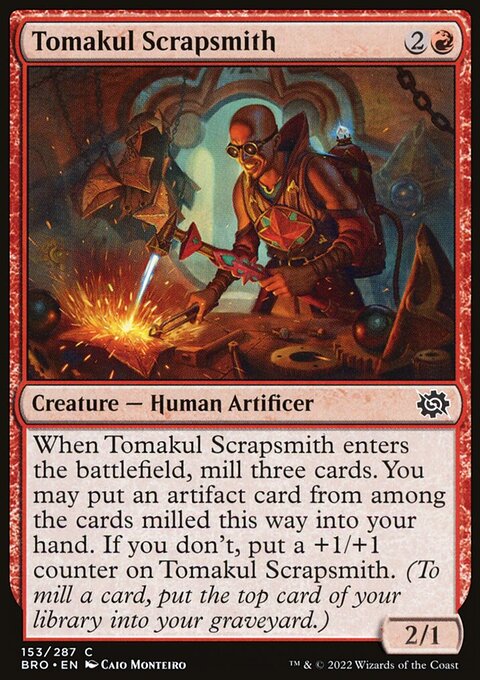 Tomakul Scrapsmith 2
Creature — Human Artificer
When Tomakul Scrapsmith enters
the battlefield, mill three cards. You
may put an artifact card from among
the cards milled this way into your
hand. If you don't, put a +1/+1
counter on Tomakul Scrapsmith. (To
mill a card, put the top card of your
library into your graveyard.)
2/1
153/287 C
BRO • EN Caio Monteiro
™ & © 2022 Wizards of the Coast